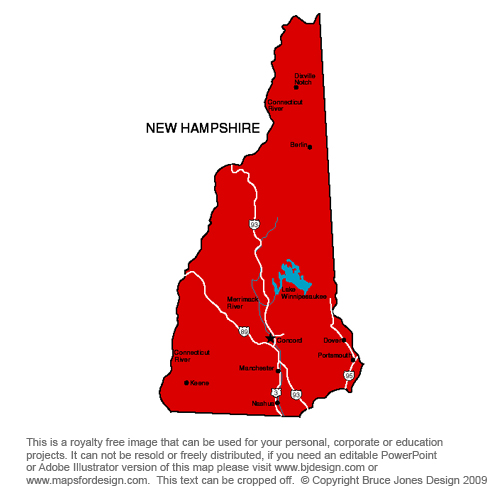 Dixville
Notch
Connecticut
River
NEW HAMPSHIRE
Berlin
93
Lake
Winnipesaukee
Merrimack
River
89
Concord
Dover
Portsmouth
Connecticut
River
Manchester
95
Keene
3
93
Nashua
This is a royalty free image that can be used for your personal, corporate or education
projects. It can not be resold or freely distributed, if you need an editable PowerPoint
or Adobe Illustrator version of this map please visit www.bjdesign.com or
www.mapsfordesign.com. This text can be cropped off. © Copyright Bruce Jones Design 2009